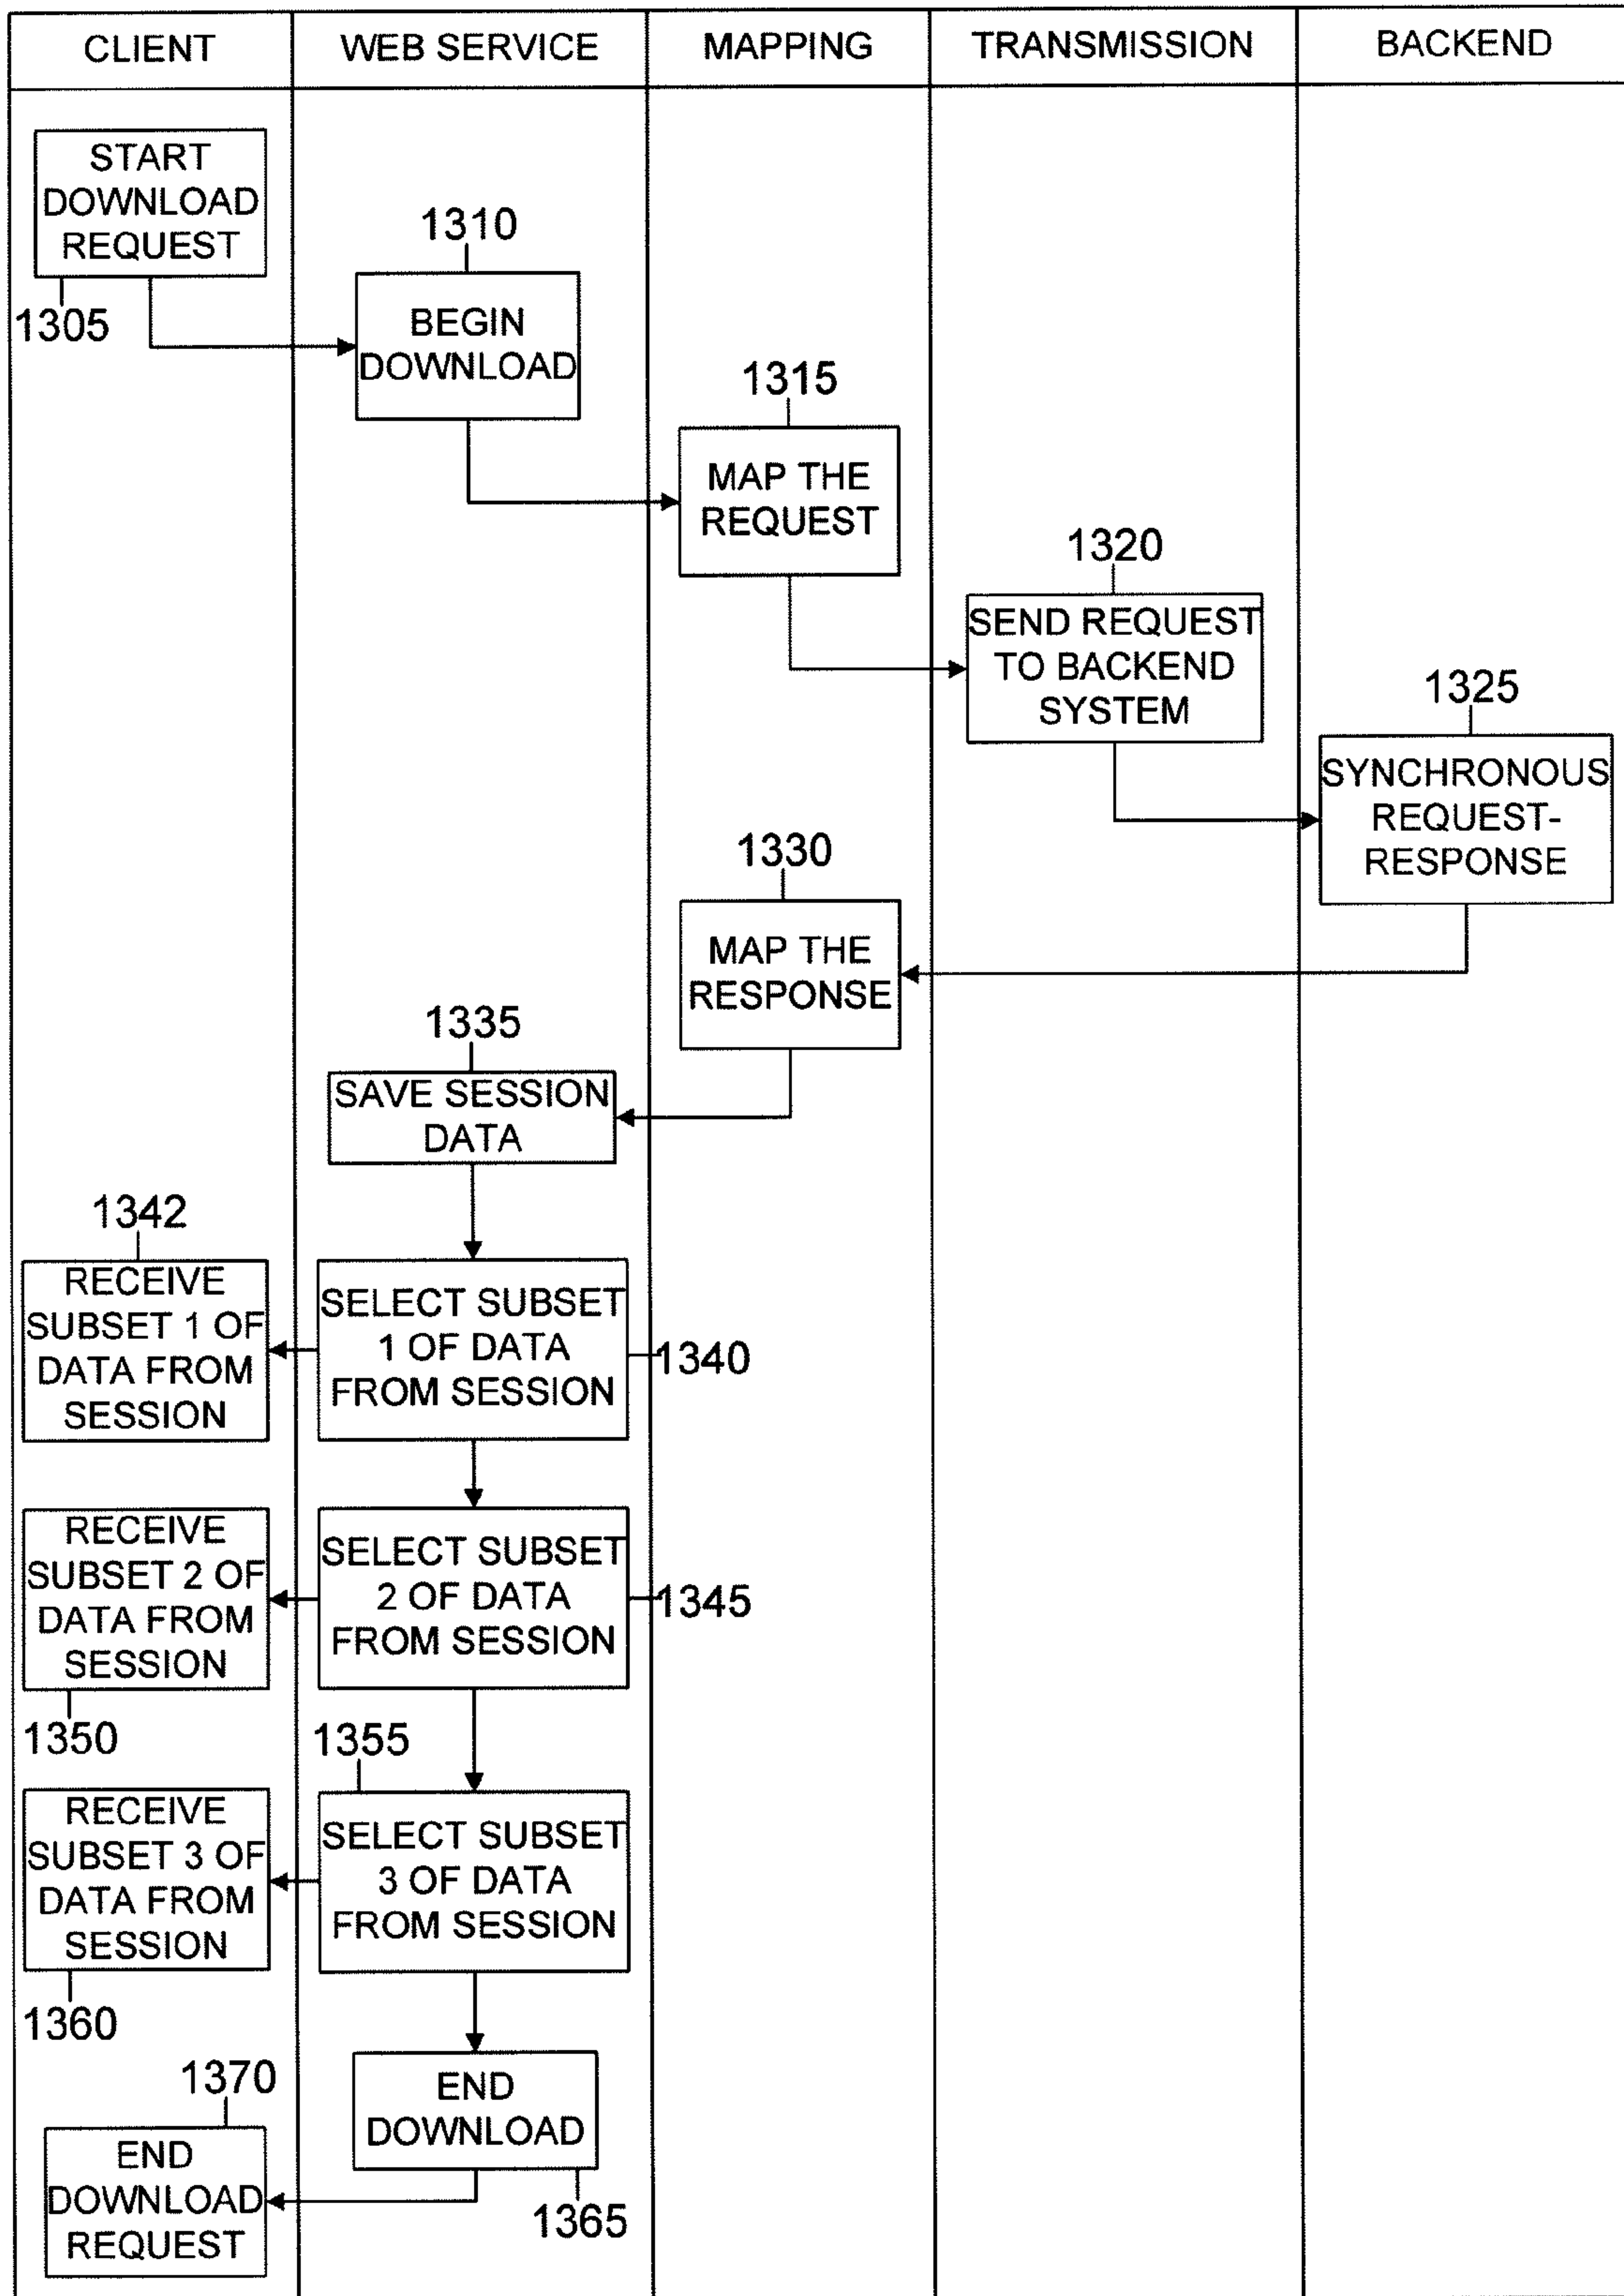 CLIENT
WEB SERVICE
MAPPING
TRANSMISSION
BACKEND
START
DOWNLOAD
REQUEST
1305
1310
BEGIN
DOWNLOAD
1315
MAP THE
REQUEST
1320
SEND REQUEST
TO BACKEND
SYSTEM
1325
SYNCHRONOUS
REQUEST-
RESPONSE
1330
MAP THE
RESPONSE
1335
SAVE SESSION
DATA
1342
RECEIVE
SUBSET 1 OF
DATA FROM
SESSION
SELECT SUBSET
1 OF DATA
FROM SESSION
1340
RECEIVE
SUBSET 2 OF
DATA FROM
SESSION
1350
SELECT SUBSET
2 OF DATA
FROM SESSION
1345
1355
RECEIVE
SUBSET 3 OF
DATA FROM
SESSION
1360
SELECT SUBSET
3 OF DATA
FROM SESSION
END
DOWNLOAD
1365
1370
END
DOWNLOAD
REQUEST